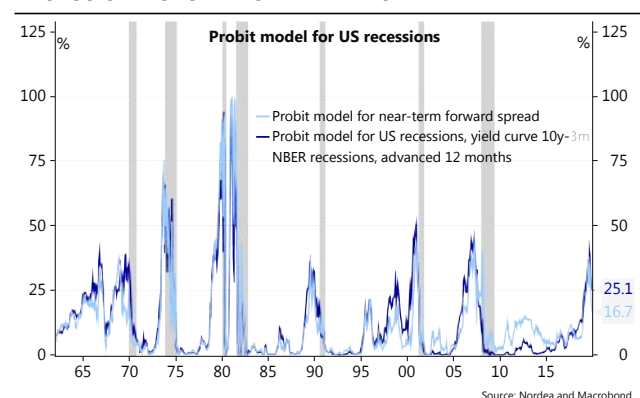 Probit model for US recessions
125
%
%
125
100
100
Probit model for near-term forward spread
Probit model for US recessions, yield curve 10y-3m
75
75
NBER recessions, advanced 12 months
50
50
25
25
25.1
16.7
0
0
65 70 75 80 85 90 95 00 05 10 15
Source: Nordea and Macrobond